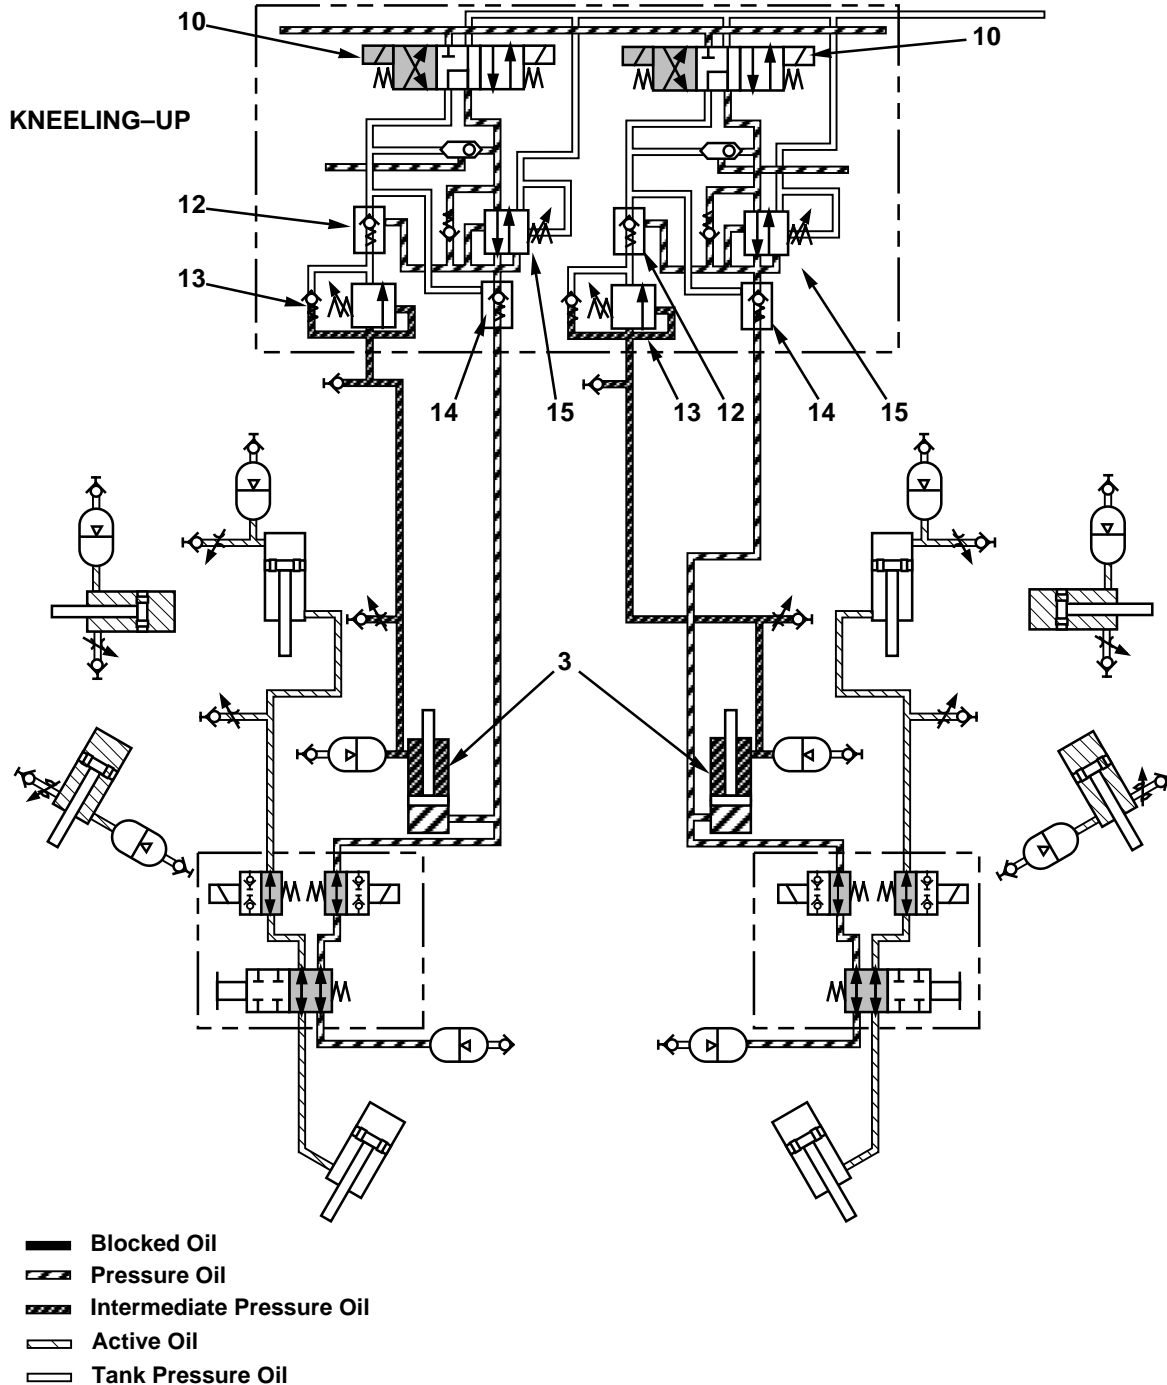 10
10
KNEELING–UP
12
13
14
15
13
12
14
15
3
Blocked Oil
Pressure Oil
Intermediate Pressure Oil
Active Oil
Tank Pressure Oil